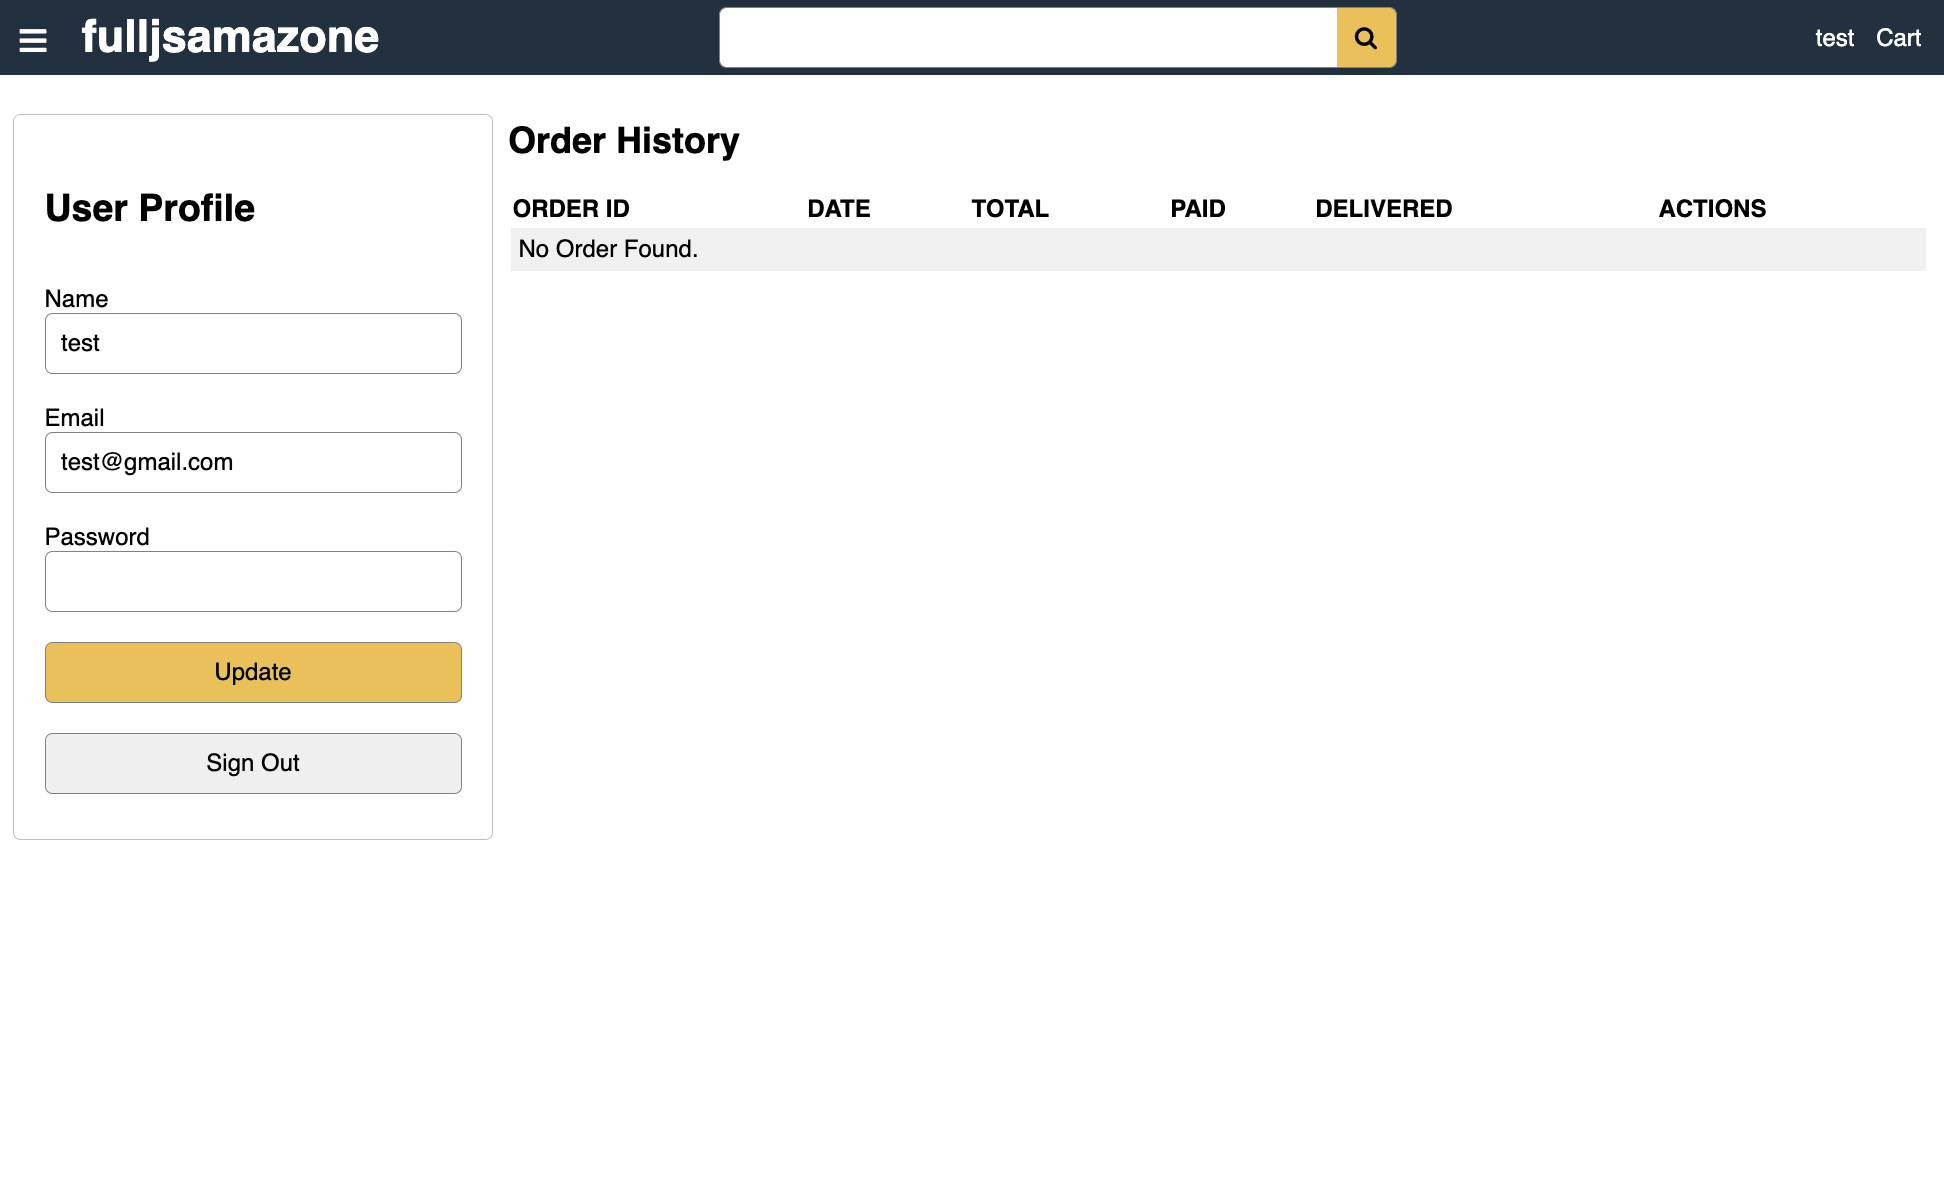 fulljsamazone
test Cart
User Profile
Name
test
Email
test@gmail.com
Password
Update
Sign Out
Order History
ORDER ID DATE TOTAL PAID DELIVERED ACTIONS
No Order Found.